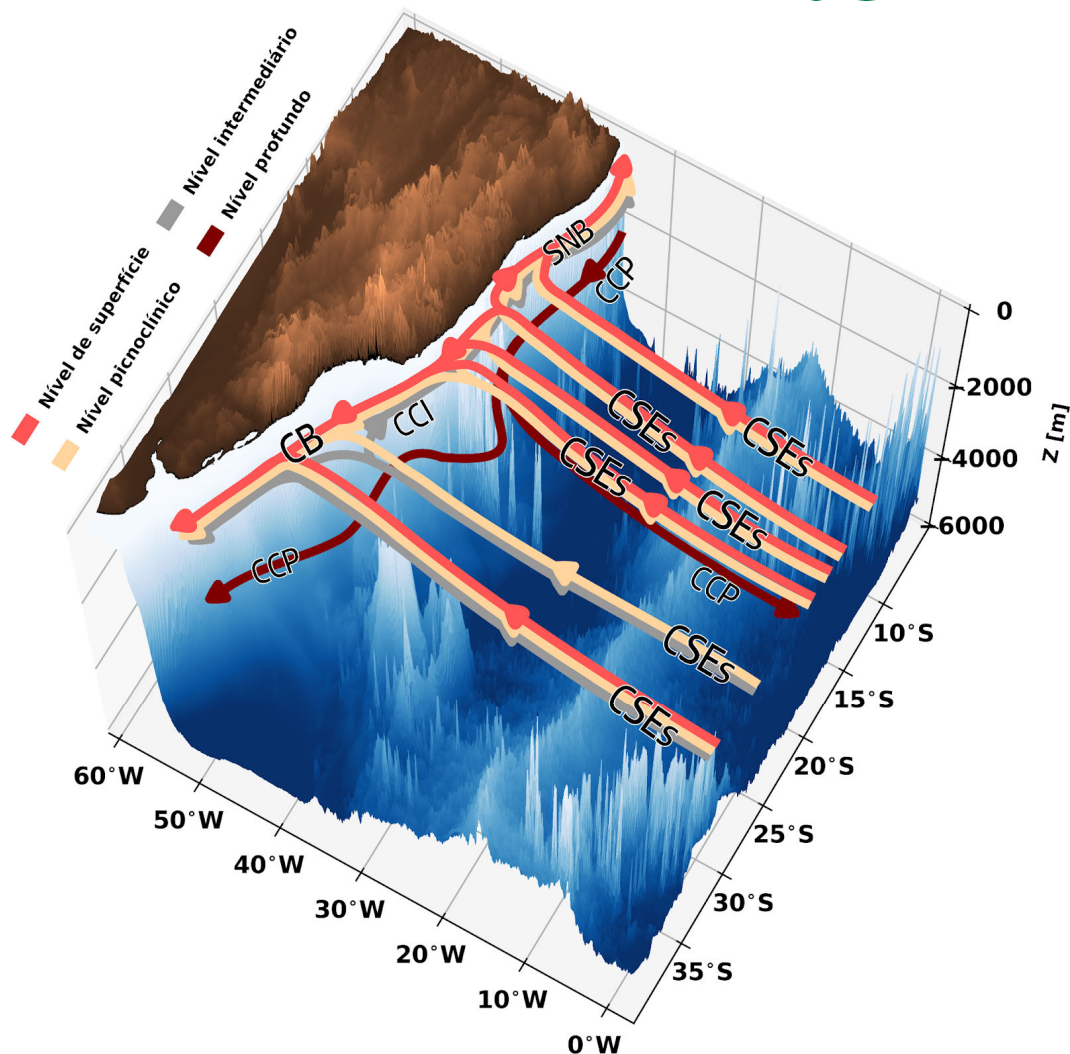 Nível de superfície
Nível picnoclínico
Nível intermediário
Nível profundo
SNB
CCP
CCI
CB
CSEs
CSEs
CSEs
CSEs
CCP
CCP
CSEs
CSEs
0
2000
4000
6000
z [m]
10°S
15°S
20°S
25°S
30°S
35°S
60°W
50°W
40°W
30°W
20°W
10°W
0°W